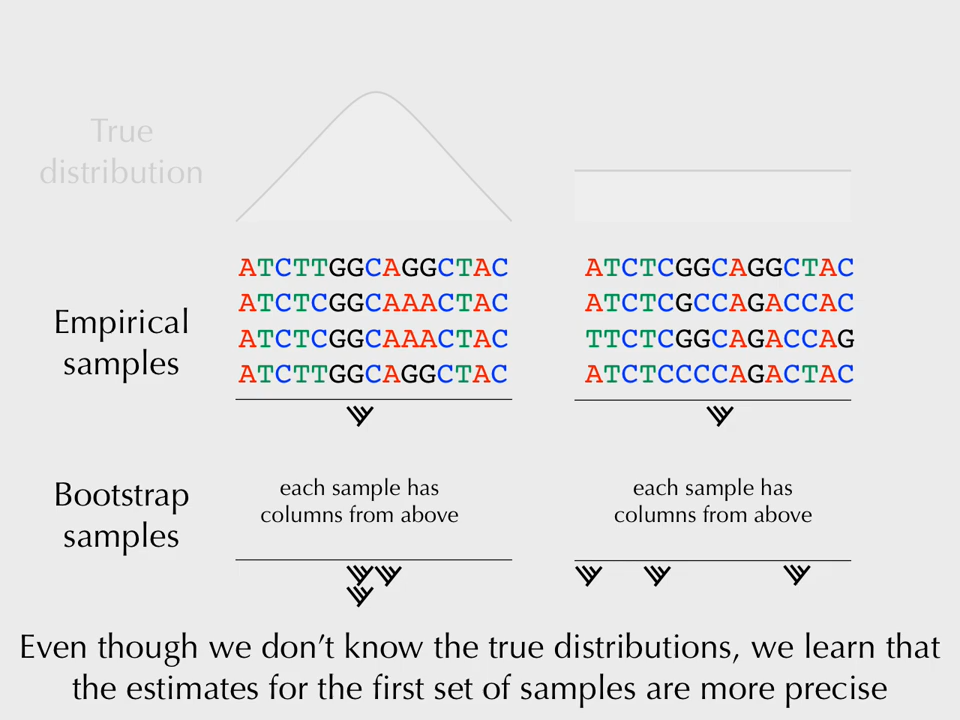 True
distribution
ATCTTGGCAGGCTAC
ATCTCGGCAAACTAC
ATCTCGGCAAACTAC
ATCTTGGCAGGCTAC
ATCTCGGCAGGCTAC
ATCTCGCCAGACCAC
TTCTCGGCAGACCAG
ATCTCCCCAGACTAC
Empirical
samples
Bootstrap
samples
each sample has
columns from above
each sample has
columns from above
Even though we don’t know the true distributions, we learn that
the estimates for the first set of samples are more precise